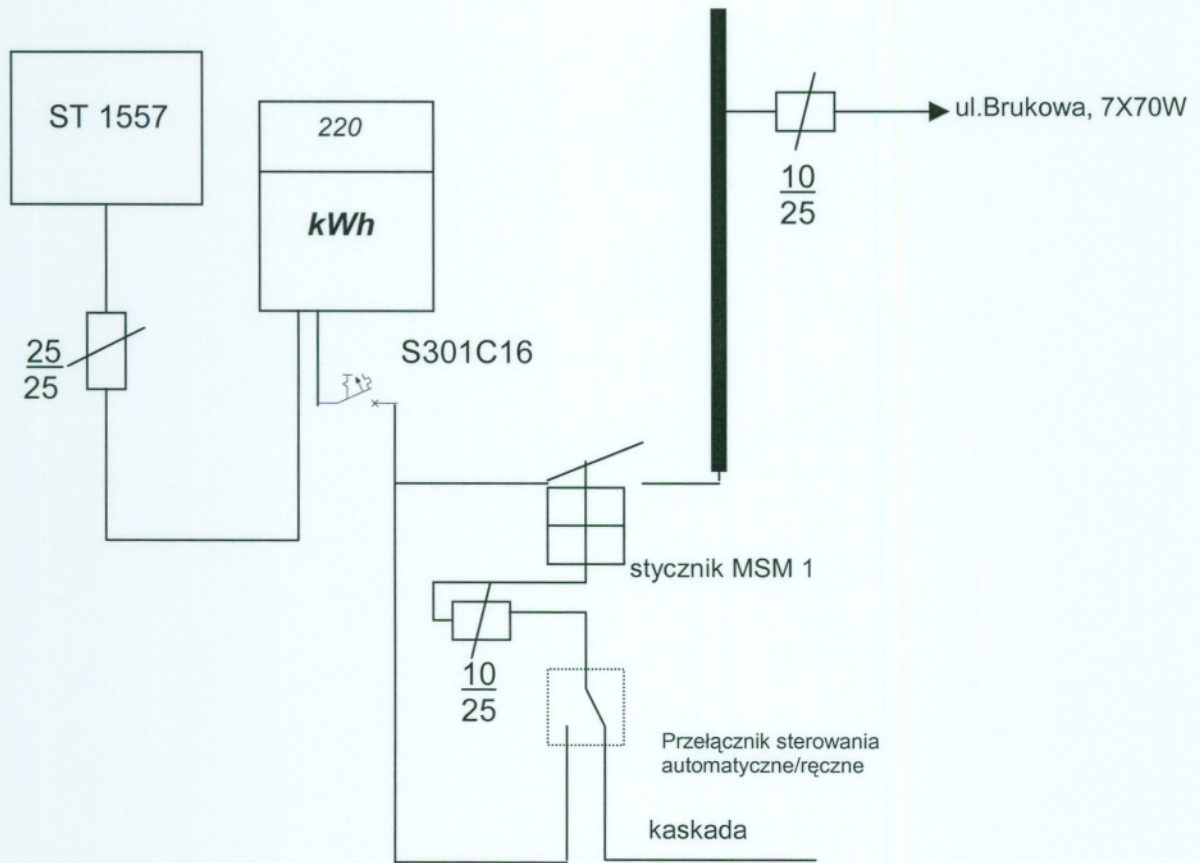 ST 1557
220
kWh
ul.Brukowa, 7X70W
10
25
25
25
S301C16
stycznik MSM 1
10
25
Przełącznik sterowania
automatyczne/ręczne
kaskada